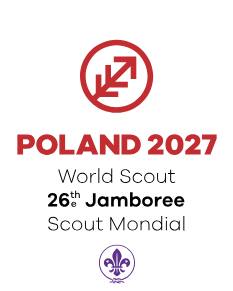 POLAND 2027
World Scout
26th e Jamboree
Scout Mondial